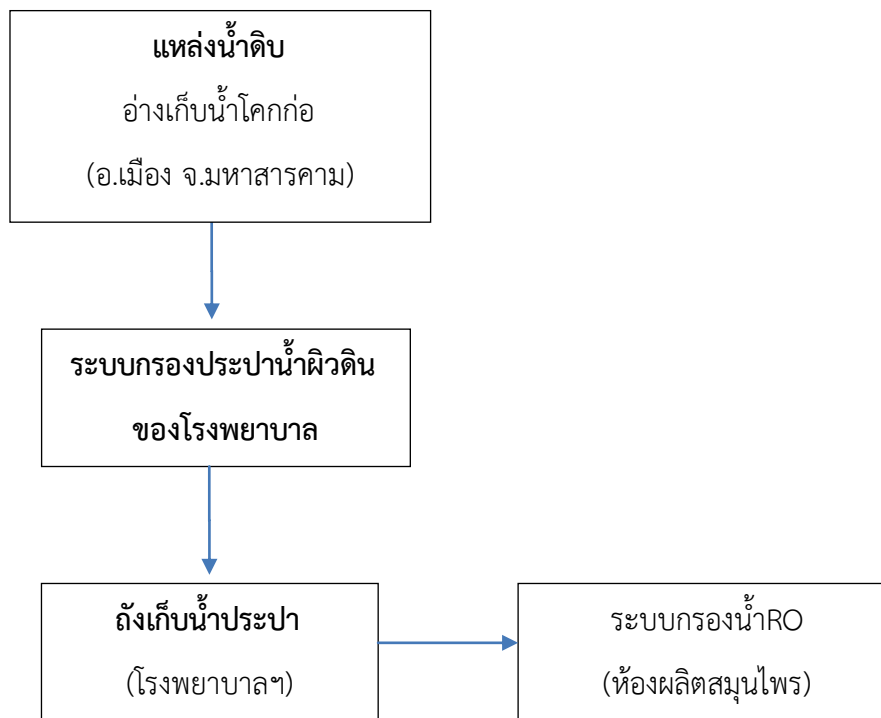 แหล่งน้ำดิบ
อ่างเก็บน้ำโคกก่อ
(อ.เมือง จ.มหาสารคาม)
ระบบกรองประปาน้ำผิวดิน
ของโรงพยาบาล
ถังเก็บน้ำประปา
(โรงพยาบาลฯ)
ระบบกรองน้ำRO
(ห้องผลิตสมุนไพร)